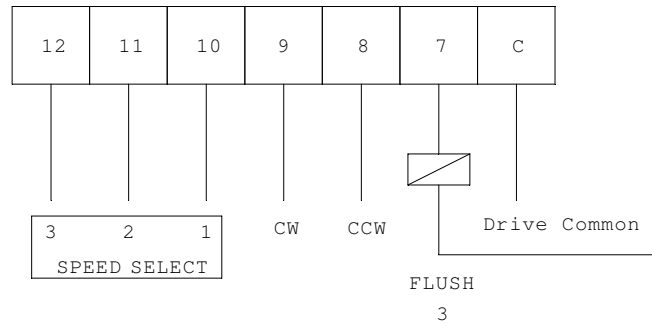 12 11 10 9 8 7 C
3 2 1 CW CCW Drive Common
SPEED SELECT
FLUSH
3